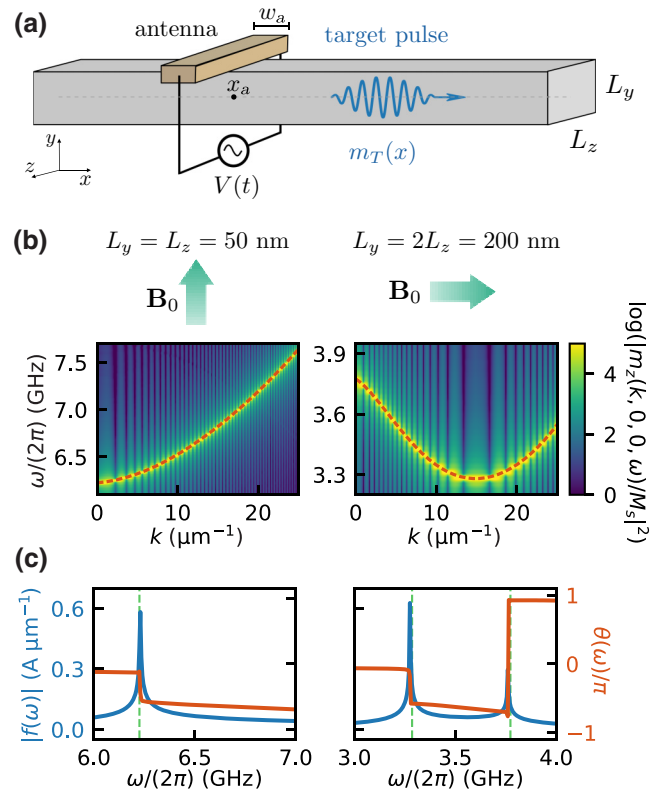 (a)
antenna
w_a
target pulse
x_a
L_y
L_z
m_T(x)
V(t)
y
z
x
(b)
L_y = L_z = 50 nm
L_y = 2L_z = 200 nm
B_0
B_0
7.5
7.0
6.5
ω/(2π) (GHz)
0 10 20
k (μm⁻¹)
3.9
3.6
3.3
0 10 20
k (μm⁻¹)
4
2
0
log(|m_z(k, 0, 0, ω)/M_s|²)
(c)
0.6
0.3
0.0
|f(ω)| (A μm⁻¹)
6.0 6.5 7.0
ω/(2π) (GHz)
3.0 3.5 4.0
ω/(2π) (GHz)
1
0
−1
θ(ω)/π